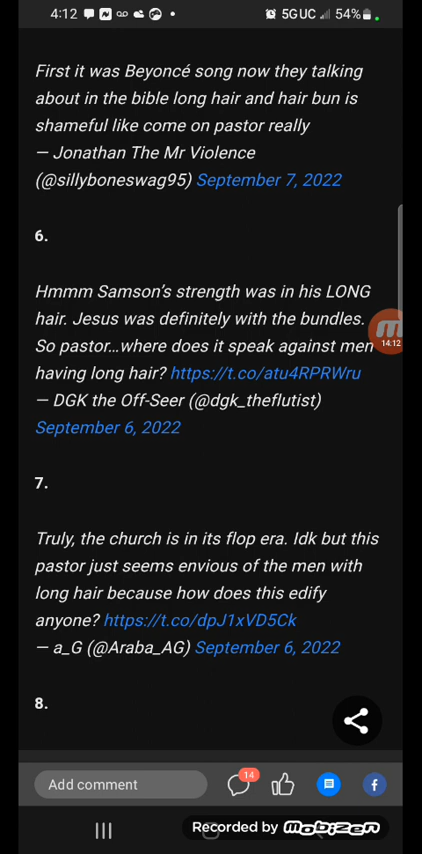 4:12
5G UC 54%
First it was Beyoncé song now they talking
about in the bible long hair and hair bun is
shameful like come on pastor really
— Jonathan The Mr Violence
(@sillyboneswag95) September 7, 2022
6.
Hmmm Samson's strength was in his LONG
hair. Jesus was definitely with the bundles.
So pastor…where does it speak against men
having long hair? https://t.co/atu4RPRWru
14:12
— DGK the Off-Seer (@dgk_theflutist)
September 6, 2022
7.
Truly, the church is in its flop era. Idk but this
pastor just seems envious of the men with
long hair because how does this edify
anyone? https://t.co/dpJ1xVD5Ck
— a_G (@Araba_AG) September 6, 2022
8.
Add comment
14
Recorded by mobizen